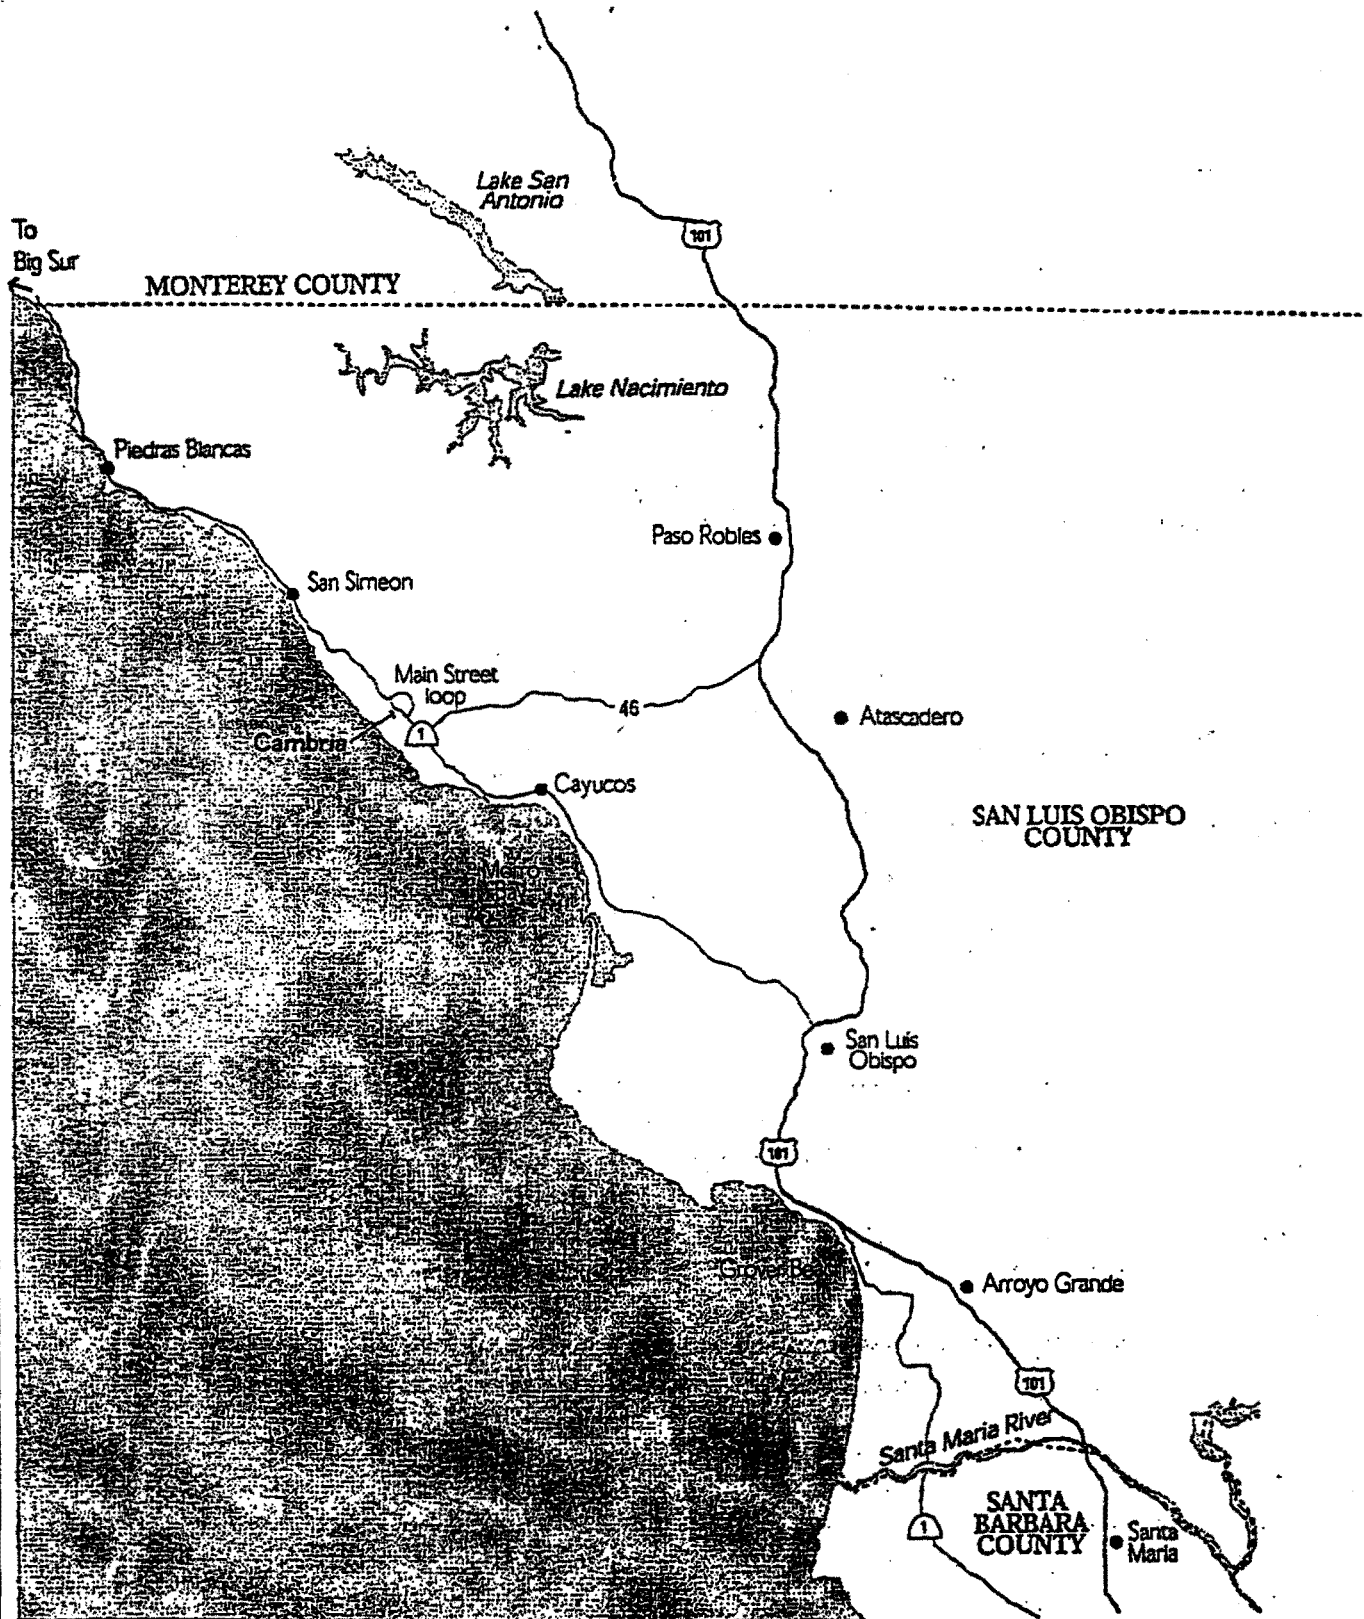 Lake San
Antonio
To
Big Sur
101
MONTEREY COUNTY
Lake Nacimiento
Piedras Blancas
Paso Robles
San Simeon
Main Street
loop
46
Atascadero
Cambria
1
Cayucos
SAN LUIS OBISPO
COUNTY
Morro
Bay
San Luis
Obispo
101
Grover Beach
Arroyo Grande
101
Santa Maria River
SANTA
BARBARA
COUNTY
1
Santa
Maria